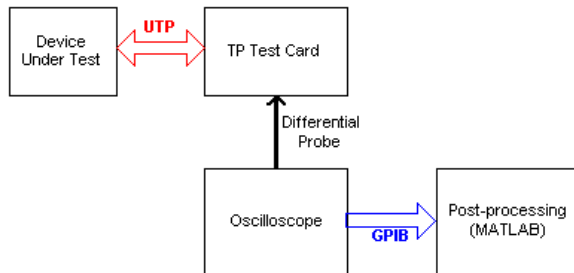 Device
Under Test
UTP
TP Test Card
Differential
Probe
Oscilloscope
GPIB
Post-processing
(MATLAB)